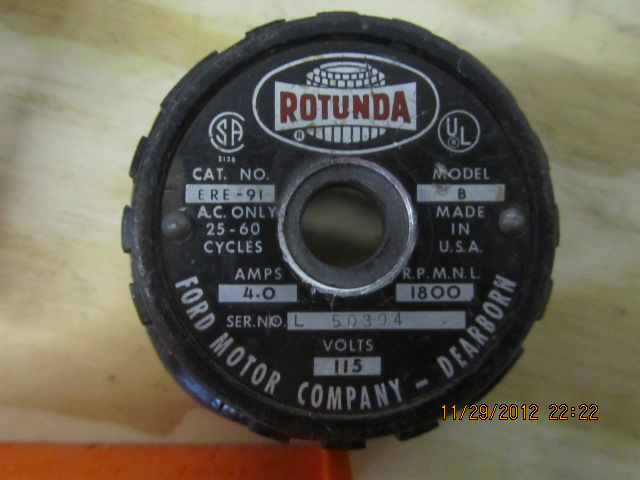 ROTUNDA
®
SA
2136
UL
®
CAT. NO.
ERE-91
MODEL
B
A.C. ONLY
25-60
CYCLES
MADE
IN
U.S.A.
AMPS
4.0
R.P.M.N.L.
1800
SER.NO. L 50394
VOLTS
115
FORD MOTOR COMPANY - DEARBORN
11/29/2012 22:22